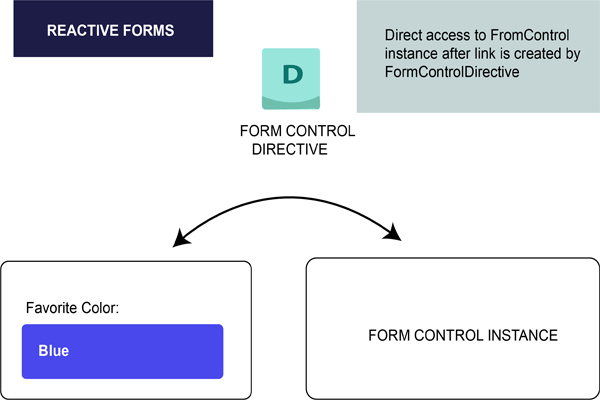 REACTIVE FORMS
Direct access to FromControl
instance after link is created by
FormControlDirective
D
FORM CONTROL
DIRECTIVE
Favorite Color:
Blue
FORM CONTROL INSTANCE